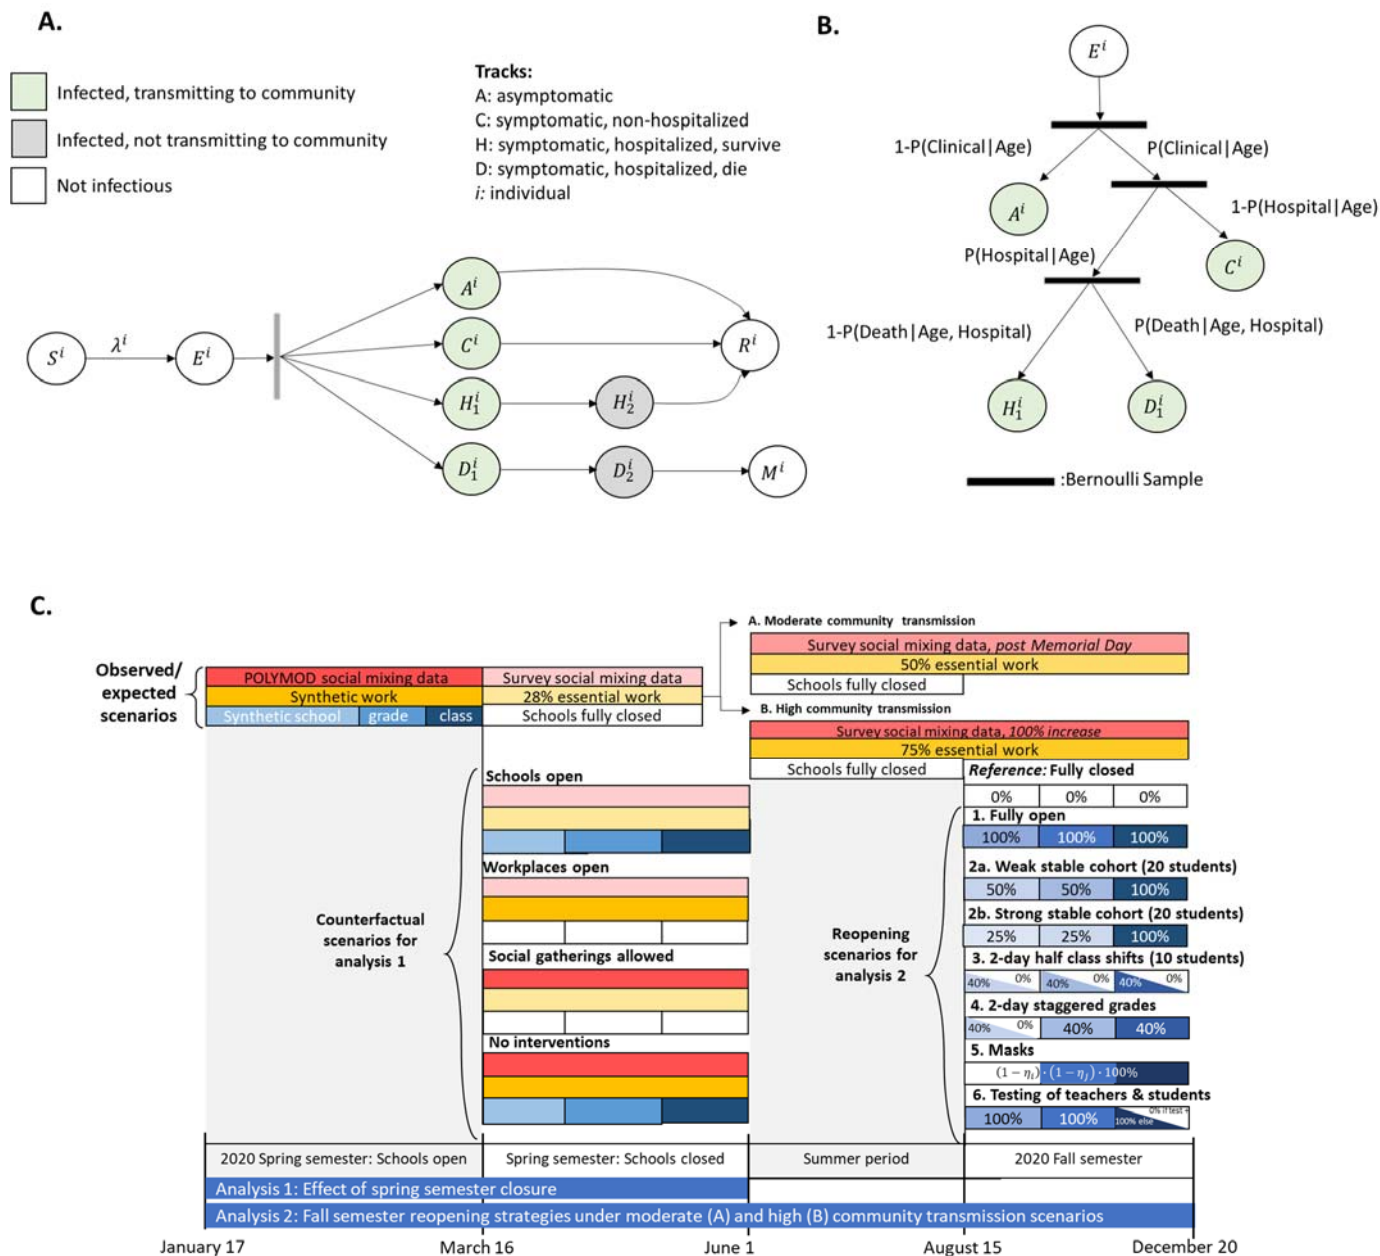 A.
Infected, transmitting to community
Infected, not transmitting to community
Not infectious
Tracks:
A: asymptomatic
C: symptomatic, non-hospitalized
H: symptomatic, hospitalized, survive
D: symptomatic, hospitalized, die
i: individual
S^i
λ^i
E^i
A^i
C^i
H_1^i
H_2^i
D_1^i
D_2^i
R^i
M^i
B.
E^i
1-P(Clinical|Age)
P(Clinical|Age)
A^i
1-P(Hospital|Age)
P(Hospital|Age)
C^i
1-P(Death|Age, Hospital)
P(Death|Age, Hospital)
H_1^i
D_1^i
:Bernoulli Sample
C.
Observed/
expected
scenarios
POLYMOD social mixing data
Synthetic work
Synthetic school
grade
class
Survey social mixing data
28% essential work
Schools fully closed
A. Moderate community transmission
Survey social mixing data, post Memorial Day
50% essential work
Schools fully closed
B. High community transmission
Survey social mixing data, 100% increase
75% essential work
Schools fully closed
Counterfactual
scenarios for
analysis 1
Schools open
Workplaces open
Social gatherings allowed
No interventions
Reopening
scenarios for
analysis 2
Reference: Fully closed
0% 0% 0%
1. Fully open
100% 100% 100%
2a. Weak stable cohort (20 students)
50% 50% 100%
2b. Strong stable cohort (20 students)
25% 25% 100%
3. 2-day half class shifts (10 students)
40% 0% 40% 0% 40% 0%
4. 2-day staggered grades
40% 0% 40% 40%
5. Masks
(1 − η_i) · (1 − η_j) · 100%
6. Testing of teachers & students
100% 100% 100% else 0% if test +
2020 Spring semester: Schools open
Spring semester: Schools closed
Summer period
2020 Fall semester
Analysis 1: Effect of spring semester closure
Analysis 2: Fall semester reopening strategies under moderate (A) and high (B) community transmission scenarios
January 17
March 16
June 1
August 15
December 20